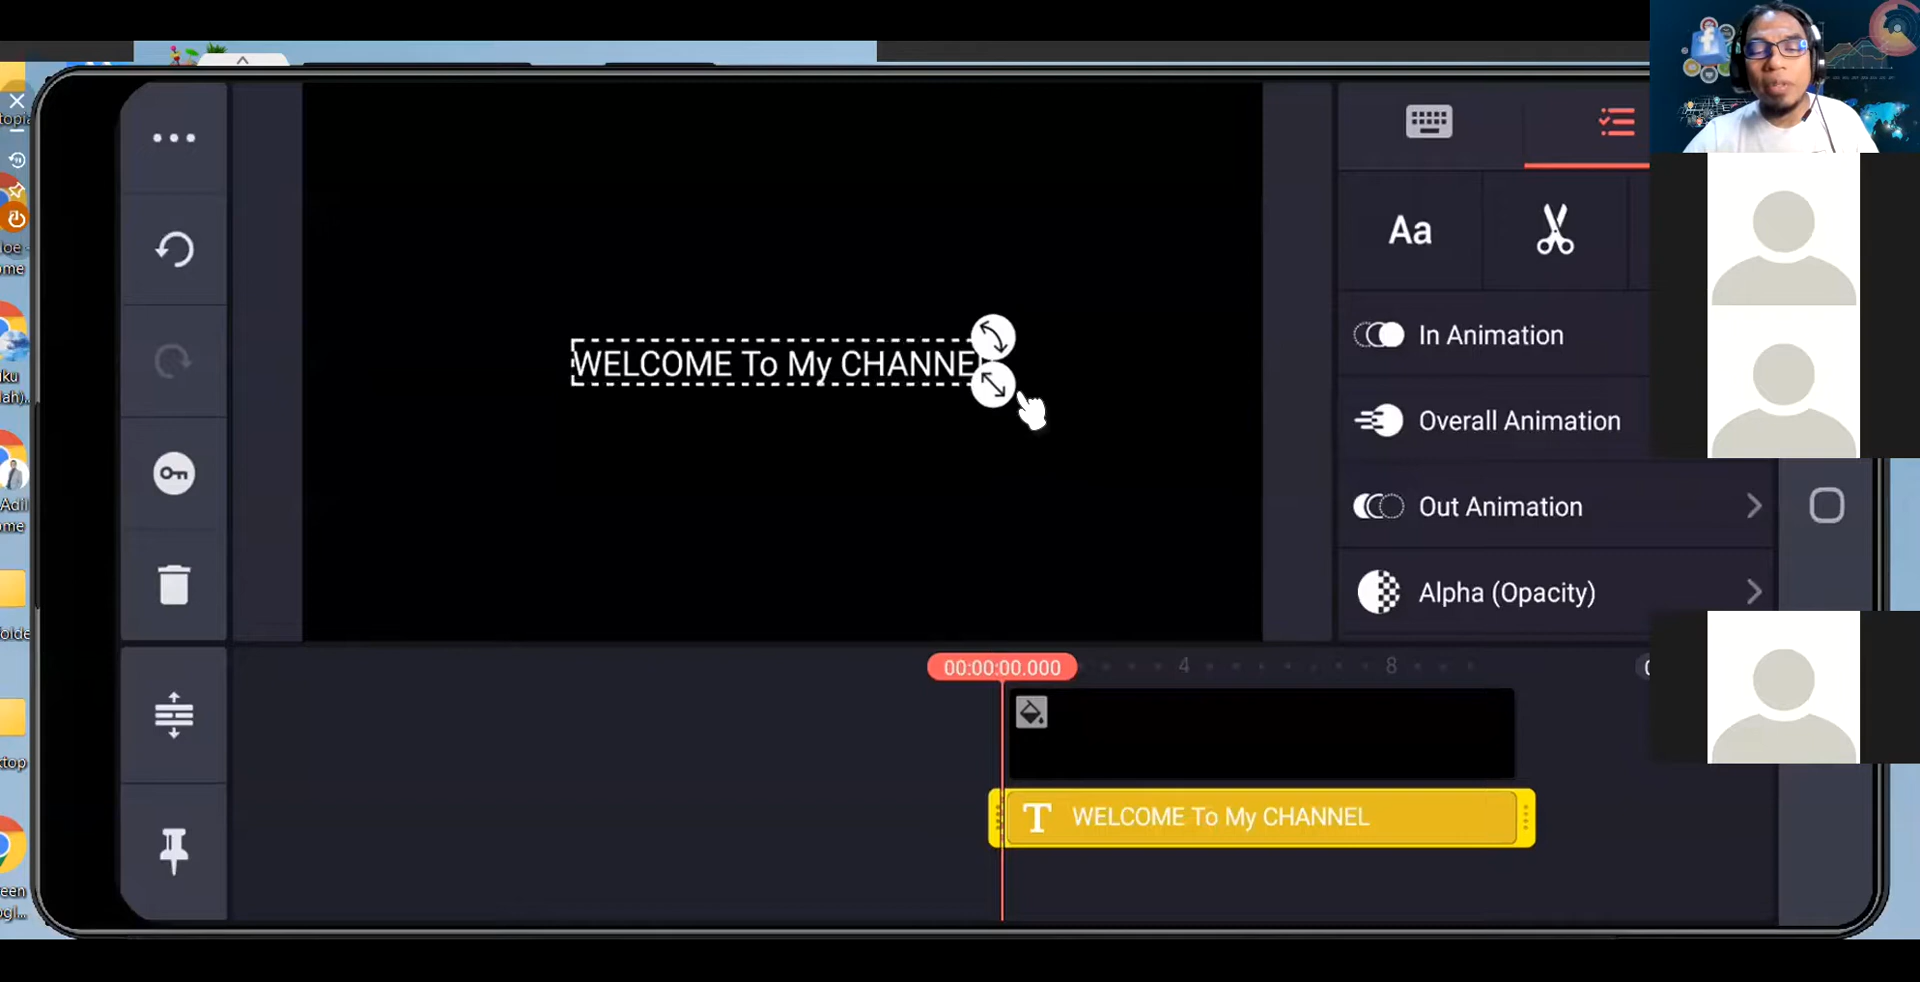 Aa
In Animation
WELCOME To My CHANNEL
Overall Animation
Out Animation
Alpha (Opacity)
00:00:00.000
4
8
T WELCOME To My CHANNEL